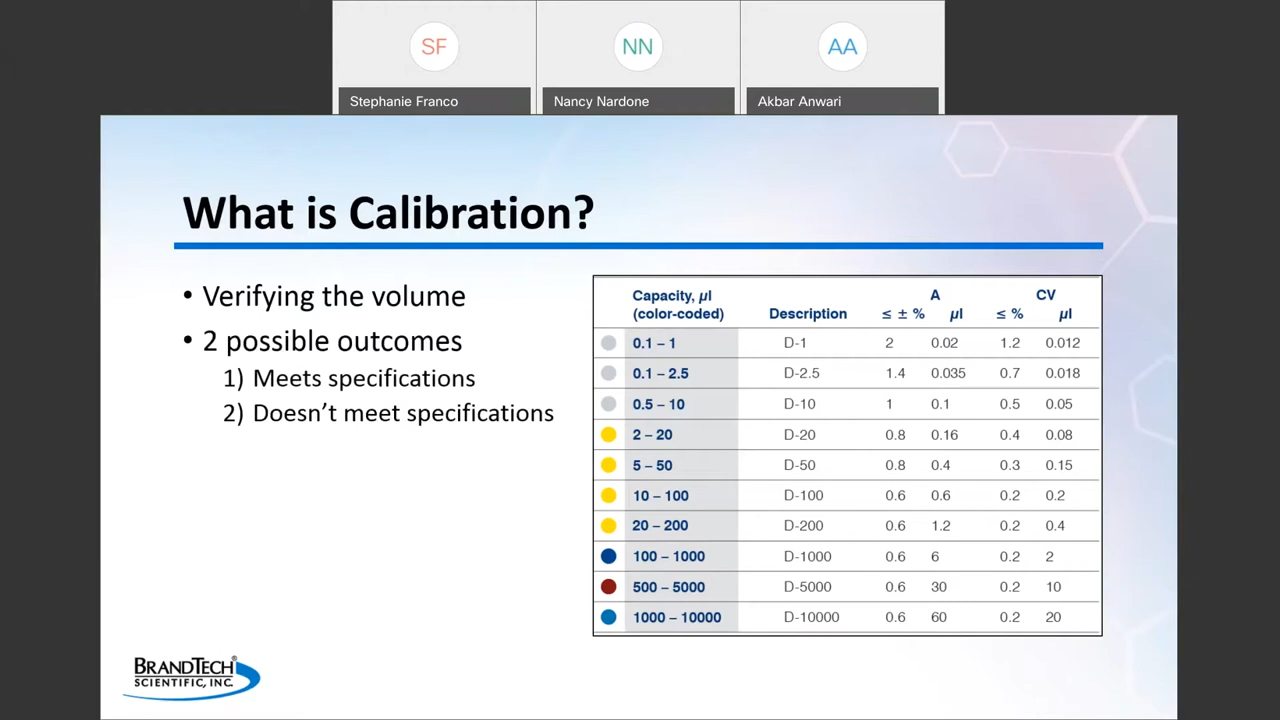 SF
NN
AA
Stephanie Franco
Nancy Nardone
Akbar Anwari
What is Calibration?
• Verifying the volume
• 2 possible outcomes
1) Meets specifications
2) Doesn’t meet specifications
Capacity, µl A CV
(color-coded) Description ≤ ± % µl ≤ % µl
0.1 – 1 D-1 2 0.02 1.2 0.012
0.1 – 2.5 D-2.5 1.4 0.035 0.7 0.018
0.5 – 10 D-10 1 0.1 0.5 0.05
2 – 20 D-20 0.8 0.16 0.4 0.08
5 – 50 D-50 0.8 0.4 0.3 0.15
10 – 100 D-100 0.6 0.6 0.2 0.2
20 – 200 D-200 0.6 1.2 0.2 0.4
100 – 1000 D-1000 0.6 6 0.2 2
500 – 5000 D-5000 0.6 30 0.2 10
1000 – 10000 D-10000 0.6 60 0.2 20
BRANDTECH®
SCIENTIFIC, INC.